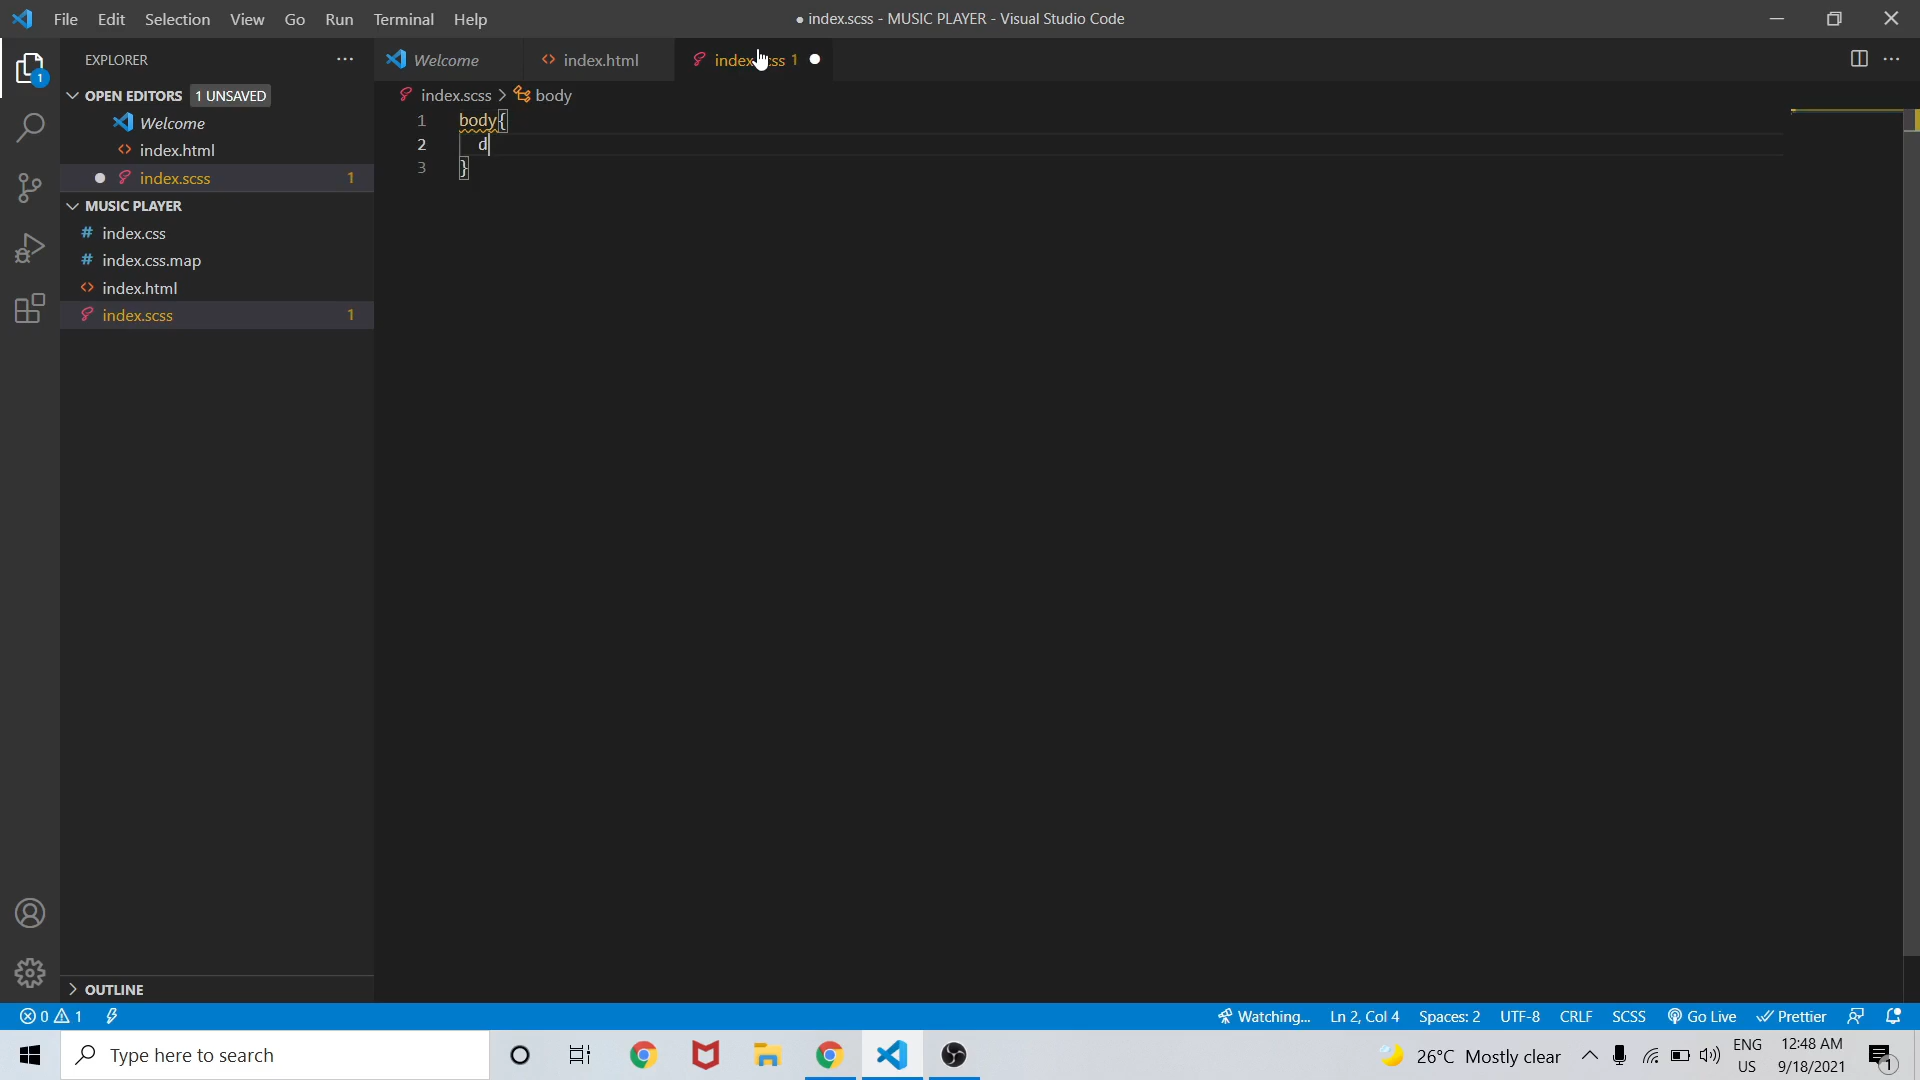 File Edit Selection View Go Run Terminal Help
● index.scss - MUSIC PLAYER - Visual Studio Code
EXPLORER
Welcome
index.html
index.scss 1
OPEN EDITORS 1 UNSAVED
index.scss > body
Welcome
index.html
index.scss 1
MUSIC PLAYER
# index.css
# index.css.map
<> index.html
index.scss 1
1 body{
2 d
3 }
OUTLINE
0 1
Watching... Ln 2, Col 4 Spaces: 2 UTF-8 CRLF SCSS Go Live Prettier
Type here to search
26°C Mostly clear
ENG
US
12:48 AM
9/18/2021
1